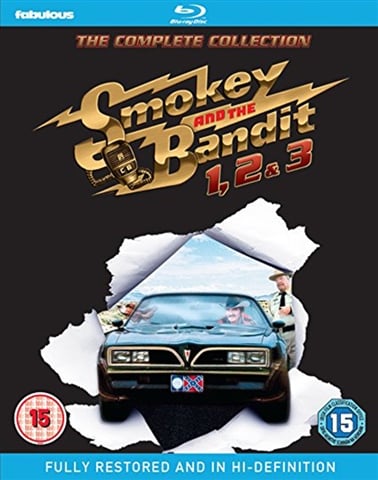 fabulous
Blu-ray Disc
THE COMPLETE COLLECTION
Smokey
AND THE
Bandit
CB
1, 2 & 3
15
15
FULLY RESTORED AND IN HI-DEFINITION